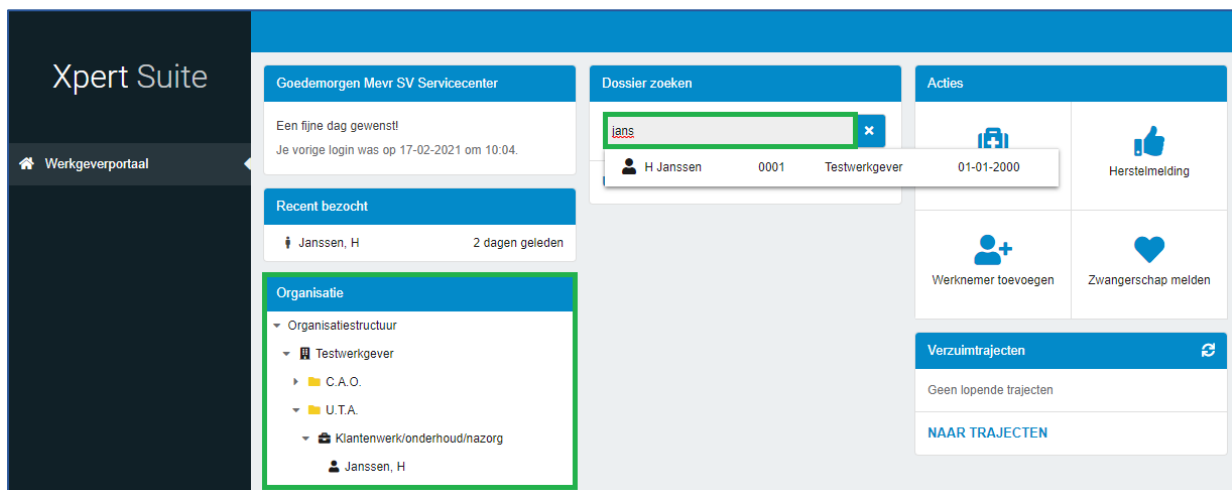 Xpert Suite
Werkgeverportaal
Goedemorgen Mevr SV Servicecenter
Een fijne dag gewenst!
Je vorige login was op 17-02-2021 om 10:04.
Recent bezocht
Janssen, H 2 dagen geleden
Organisatie
Organisatiestructuur
Testwerkgever
C.A.O.
U.T.A.
Klantenwerk/onderhoud/nazorg
Janssen, H
Dossier zoeken
jans
H Janssen 0001 Testwerkgever 01-01-2000
Acties
Herstelmelding
Werknemer toevoegen
Zwangerschap melden
Verzuimtrajecten
Geen lopende trajecten
NAAR TRAJECTEN